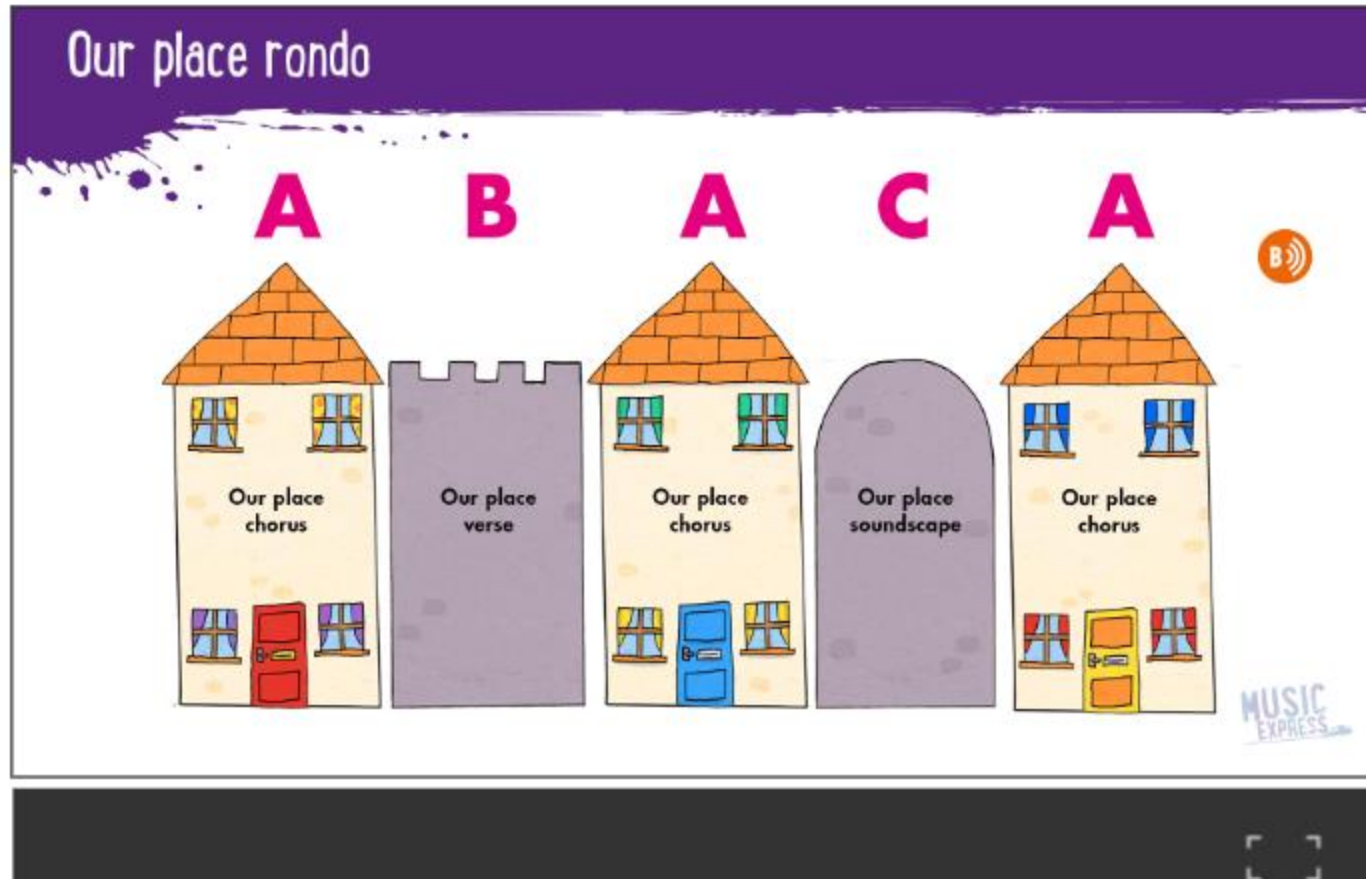 Our place rondo
A B A C A
B
Our place
chorus
Our place
verse
Our place
chorus
Our place
soundscape
Our place
chorus
MUSIC
EXPRESS